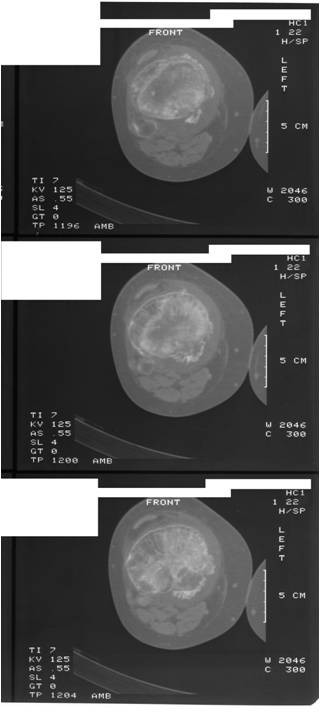 HC1
FRONT
1 22
H/SP
L
E
F
T
5 CM
TI 7
KV 125
AS .55
SL 4
GT 0
TP 1196 AMB
W 2046
C 300
HC1
FRONT
1 22
H/SP
L
E
F
T
5 CM
TI 7
KV 125
AS .55
SL 4
GT 0
TP 1200 AMB
W 2046
C 300
HC1
FRONT
1 22
H/SP
L
E
F
T
5 CM
TI 7
KV 125
AS .55
SL 4
GT 0
TP 1204 AMB
W 2046
C 300